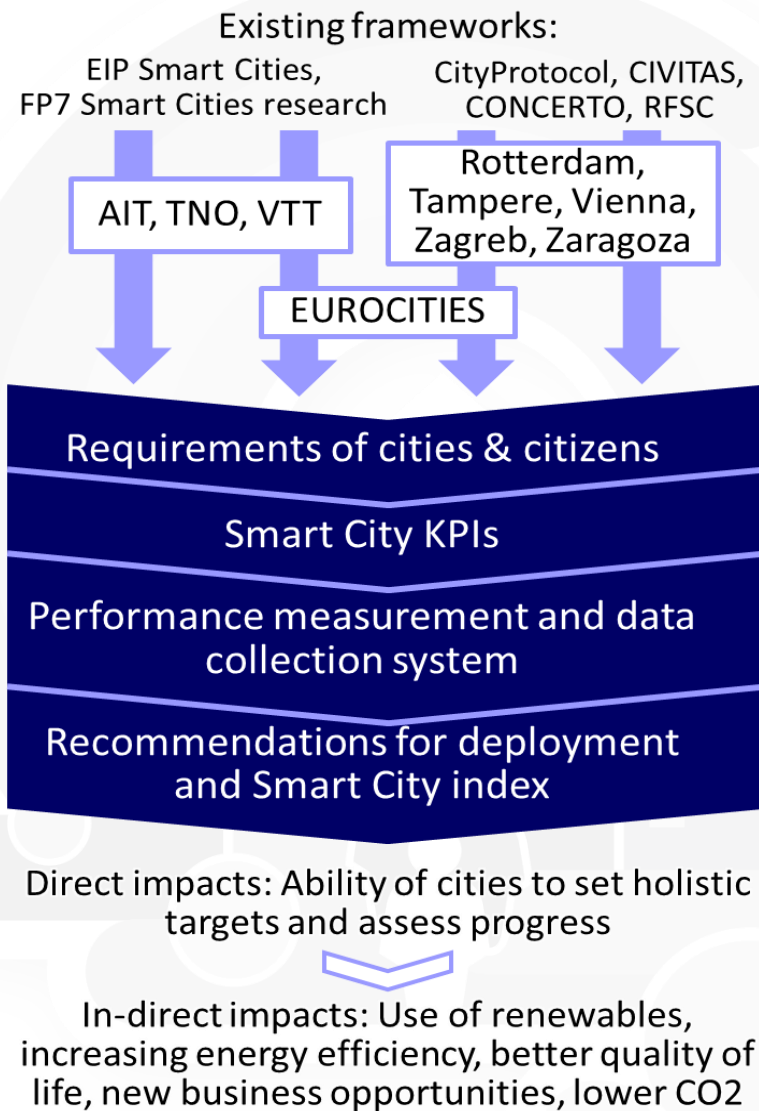 Existing frameworks:
EIP Smart Cities,
FP7 Smart Cities research
CityProtocol, CIVITAS,
CONCERTO, RFSC
AIT, TNO, VTT
Rotterdam,
Tampere, Vienna,
Zagreb, Zaragoza
EUROCITIES
Requirements of cities & citizens
Smart City KPIs
Performance measurement and data
collection system
Recommendations for deployment
and Smart City index
Direct impacts: Ability of cities to set holistic
targets and assess progress
In-direct impacts: Use of renewables,
increasing energy efficiency, better quality of
life, new business opportunities, lower CO2